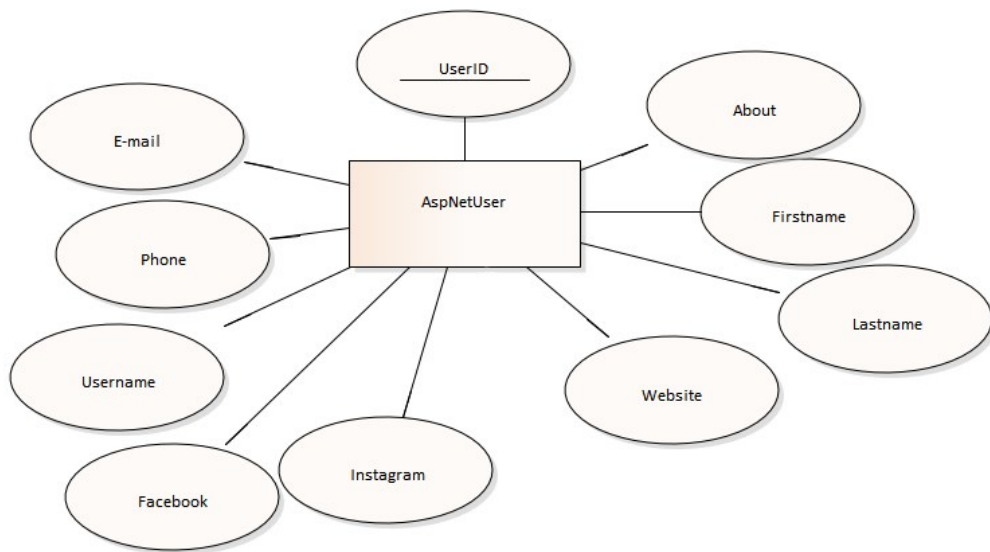 UserID
About
E-mail
AspNetUser
Firstname
Phone
Lastname
Username
Website
Instagram
Facebook